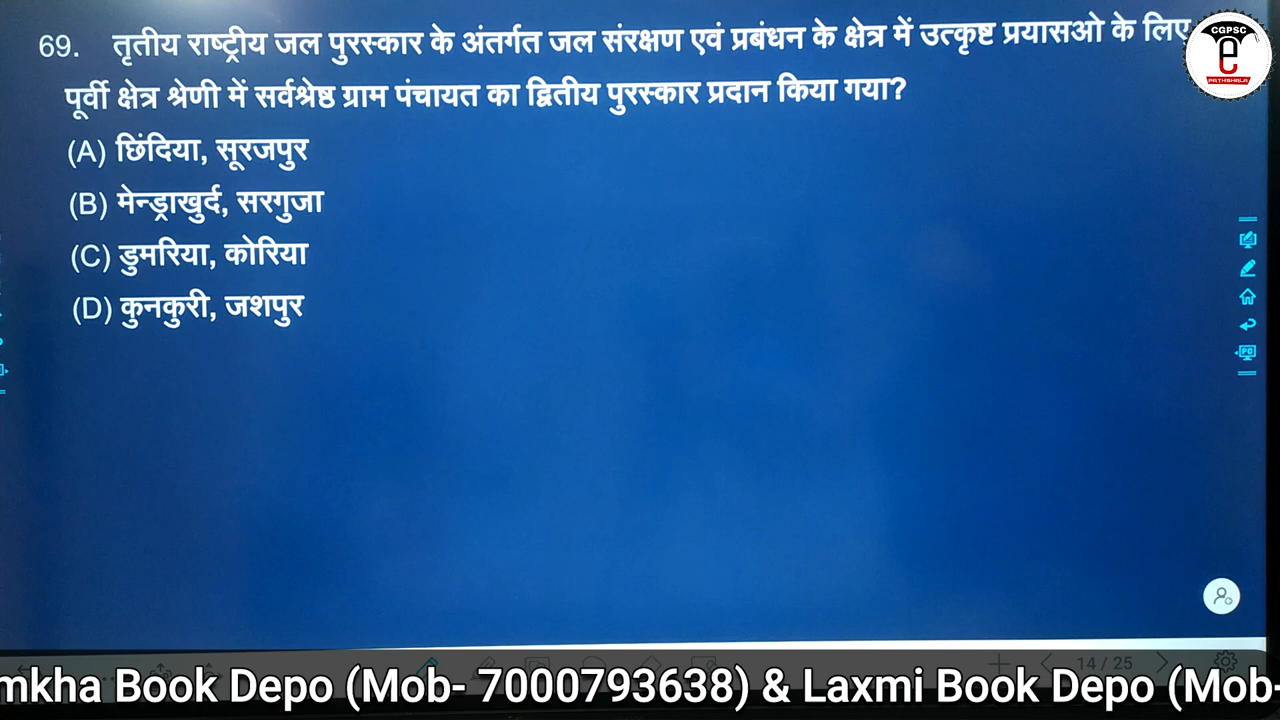 69. तृतीय राष्ट्रीय जल पुरस्कार के अंतर्गत जल संरक्षण एवं प्रबंधन के क्षेत्र में उत्कृष्ट प्रयासओ के लिए
पूर्वी क्षेत्र श्रेणी में सर्वश्रेष्ठ ग्राम पंचायत का द्वितीय पुरस्कार प्रदान किया गया?
(A) छिंदिया, सूरजपुर
(B) मेन्ड्राखुर्द, सरगुजा
(C) डुमरिया, कोरिया
(D) कुनकुरी, जशपुर
CGPSC
e
PATHSHALA
PC
14 / 25
mkha Book Depo (Mob- 7000793638) & Laxmi Book Depo (Mob-